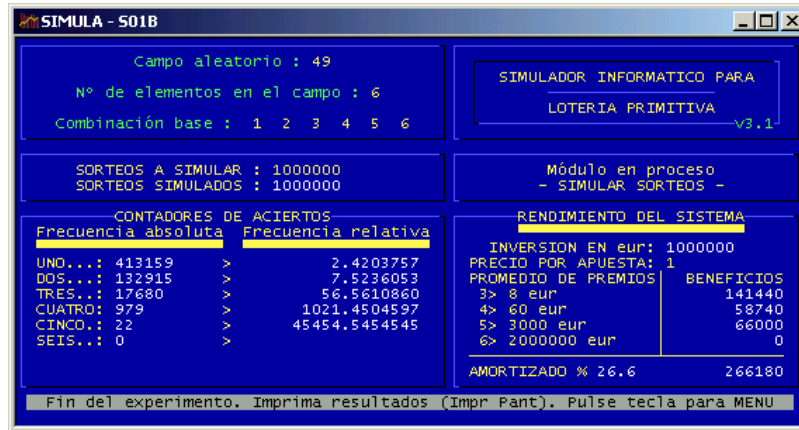 SIMULA - S01B
Campo aleatorio : 49
Nº de elementos en el campo : 6
Combinación base : 1 2 3 4 5 6
SIMULADOR INFORMATICO PARA
LOTERIA PRIMITIVA
v3.1
SORTEOS A SIMULAR : 1000000
SORTEOS SIMULADOS : 1000000
Módulo en proceso
- SIMULAR SORTEOS -
CONTADORES DE ACIERTOS
Frecuencia absoluta Frecuencia relativa
UNO...: 413159 > 2.4203757
DOS...: 132915 > 7.5236053
TRES..: 17680 > 56.5610860
CUATRO: 979 > 1021.4504597
CINCO.: 22 > 45454.5454545
SEIS..: 0 >
RENDIMIENTO DEL SISTEMA
INVERSION EN eur: 1000000
PRECIO POR APUESTA: 1
PROMEDIO DE PREMIOS BENEFICIOS
3> 8 eur 141440
4> 60 eur 58740
5> 3000 eur 66000
6> 2000000 eur 0
AMORTIZADO % 26.6 266180
Fin del experimento. Imprima resultados (Impr Pant). Pulse tecla para MENU